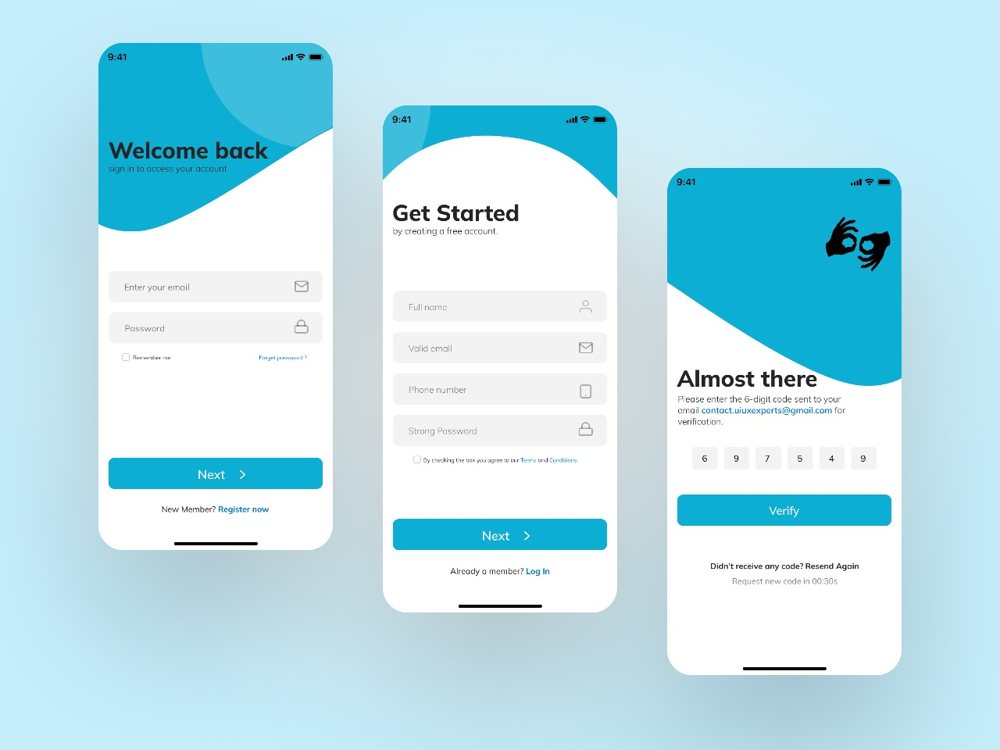 9:41
Welcome back
sign in to access your account
Enter your email
Password
Remember me
Forget password ?
Next
New Member? Register now
9:41
Get Started
by creating a free account.
Full name
Valid email
Phone number
Strong Password
By checking the box you agree to our Terms and Conditions.
Next
Already a member? Log In
9:41
Almost there
Please enter the 6-digit code sent to your
email contact.uiuxexperts@gmail.com for
verification.
6 9 7 5 4 9
Verify
Didn't receive any code? Resend Again
Request new code in 00:30s